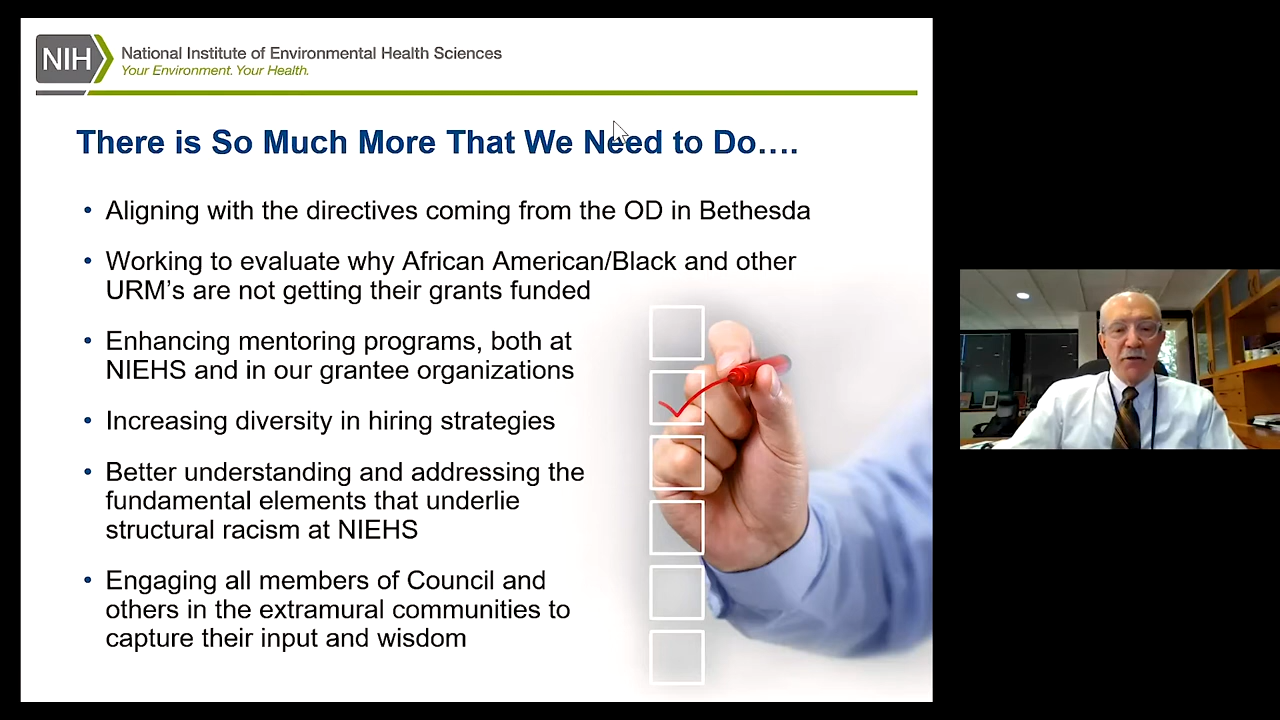 NIH
National Institute of Environmental Health Sciences
Your Environment. Your Health.
There is So Much More That We Need to Do….
• Aligning with the directives coming from the OD in Bethesda
• Working to evaluate why African American/Black and other
URM’s are not getting their grants funded
• Enhancing mentoring programs, both at
NIEHS and in our grantee organizations
• Increasing diversity in hiring strategies
• Better understanding and addressing the
fundamental elements that underlie
structural racism at NIEHS
• Engaging all members of Council and
others in the extramural communities to
capture their input and wisdom